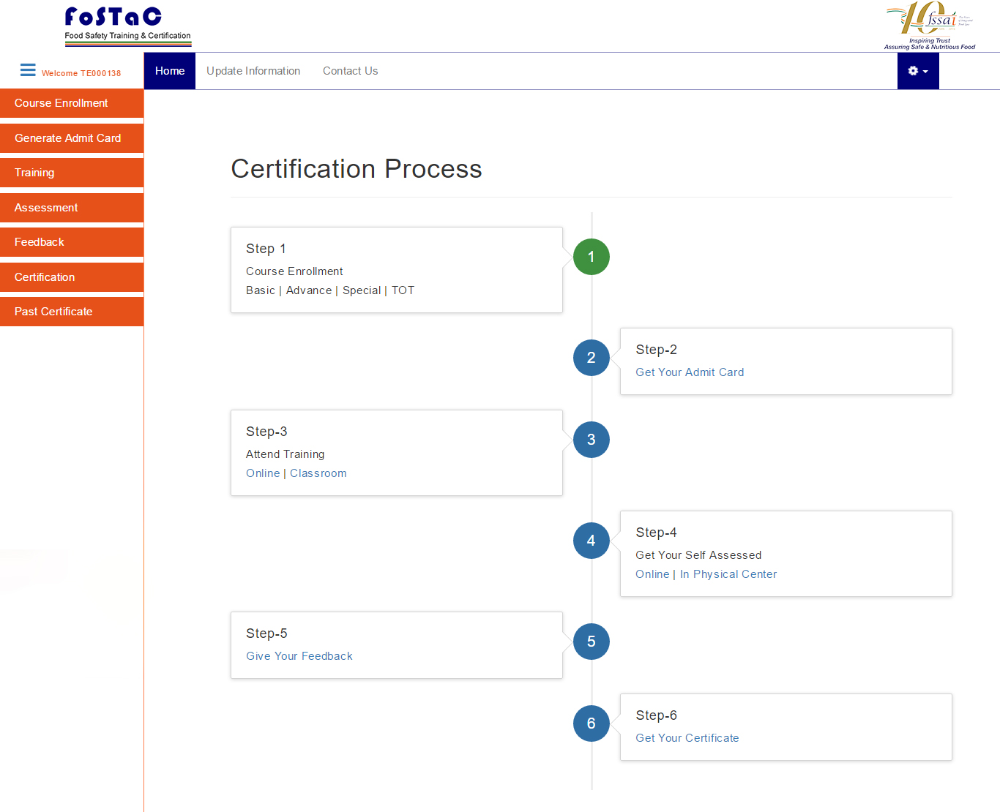 FoSTaC
Food Safety Training & Certification
fssai
Inspiring Trust
Assuring Safe & Nutritious Food
Welcome TE000138
Home
Update Information
Contact Us
Course Enrollment
Generate Admit Card
Training
Assessment
Feedback
Certification
Past Certificate
Certification Process
Step 1
Course Enrollment
Basic | Advance | Special | TOT
1
2
Step-2
Get Your Admit Card
Step-3
Attend Training
Online | Classroom
3
4
Step-4
Get Your Self Assessed
Online | In Physical Center
Step-5
Give Your Feedback
5
6
Step-6
Get Your Certificate